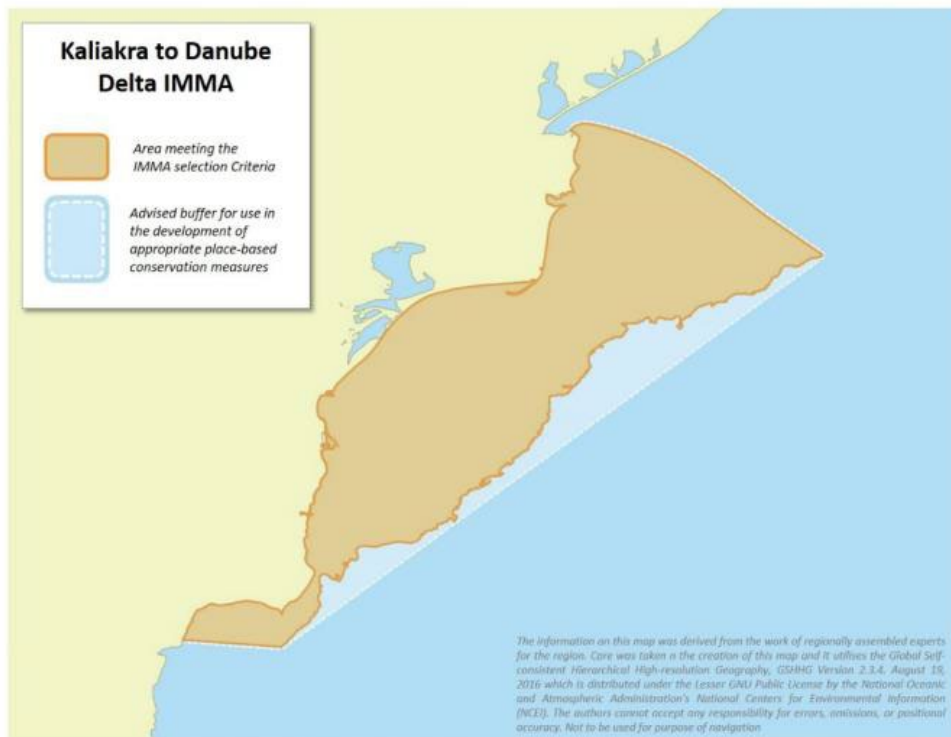 Kaliakra to Danube
Delta IMMA
Area meeting the
IMMA selection Criteria
Advised buffer for use in
the development of
appropriate place-based
conservation measures
The information on this map was derived from the work of regionally assembled experts
for the region. Care was taken n the creation of this map and it utilises the Global Self-
consistent Hierarchical High-resolution Geography, GSHHG Version 2.3.4. August 19,
2016 which is distributed under the Lesser GNU Public License by the National Oceanic
and Atmospheric Administration's National Centers for Environmental Information
(NCEI). The authors cannot accept any responsibility for errors, omissions, or positional
accuracy. Not to be used for purpose of navigation